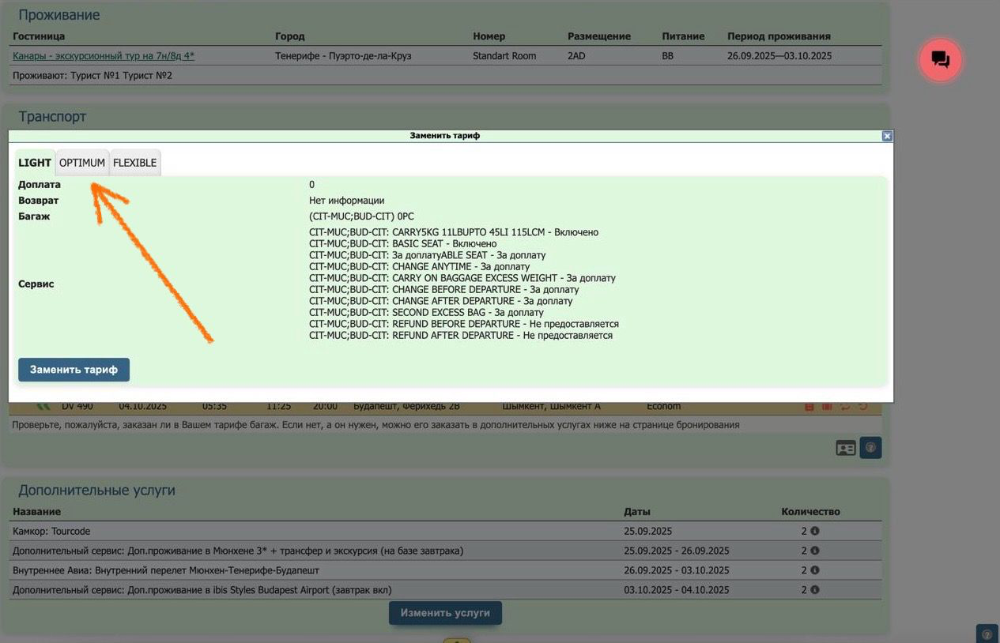 Проживание
Гостиница Город Номер Размещение Питание Период проживания
Канары - экскурсионный тур на 7н/8д 4* Тенерифе - Пуэрто-де-ла-Круз Standart Room 2AD BB 26.09.2025—03.10.2025
Проживают: Турист №1 Турист №2
Транспорт
Заменить тариф
LIGHT OPTIMUM FLEXIBLE
Доплата 0
Возврат Нет информации
Багаж (CIT-MUC;BUD-CIT) 0PC
CIT-MUC;BUD-CIT: CARRY5KG 11LBUPTO 45LI 115LCM - Включено
CIT-MUC;BUD-CIT: BASIC SEAT - Включено
CIT-MUC;BUD-CIT: За доплатуABLE SEAT - За доплату
CIT-MUC;BUD-CIT: CHANGE ANYTIME - За доплату
CIT-MUC;BUD-CIT: CARRY ON BAGGAGE EXCESS WEIGHT - За доплату
Сервис CIT-MUC;BUD-CIT: CHANGE BEFORE DEPARTURE - За доплату
CIT-MUC;BUD-CIT: CHANGE AFTER DEPARTURE - За доплату
CIT-MUC;BUD-CIT: SECOND EXCESS BAG - За доплату
CIT-MUC;BUD-CIT: REFUND BEFORE DEPARTURE - Не предоставляется
CIT-MUC;BUD-CIT: REFUND AFTER DEPARTURE - Не предоставляется
Заменить тариф
DV 490 04.10.2025 05:35 11:25 20:00 Будапешт, Ферихедь 2B Шымкент, Шымкент A Econom
Проверьте, пожалуйста, заказан ли в Вашем тарифе багаж. Если нет, а он нужен, можно его заказать в дополнительных услугах ниже на странице бронирования
Дополнительные услуги
Название Даты Количество
Камкор: Tourcode 25.09.2025 2
Дополнительный сервис: Доп.проживание в Мюнхене 3* + трансфер и экскурсия (на базе завтрака) 25.09.2025 - 26.09.2025 2
Внутреннее Авиа: Внутренний перелет Мюнхен-Тенерифе-Будапешт 26.09.2025 - 03.10.2025 2
Дополнительный сервис: Доп.проживание в ibis Styles Budapest Airport (завтрак вкл) 03.10.2025 - 04.10.2025 2
Изменить услуги